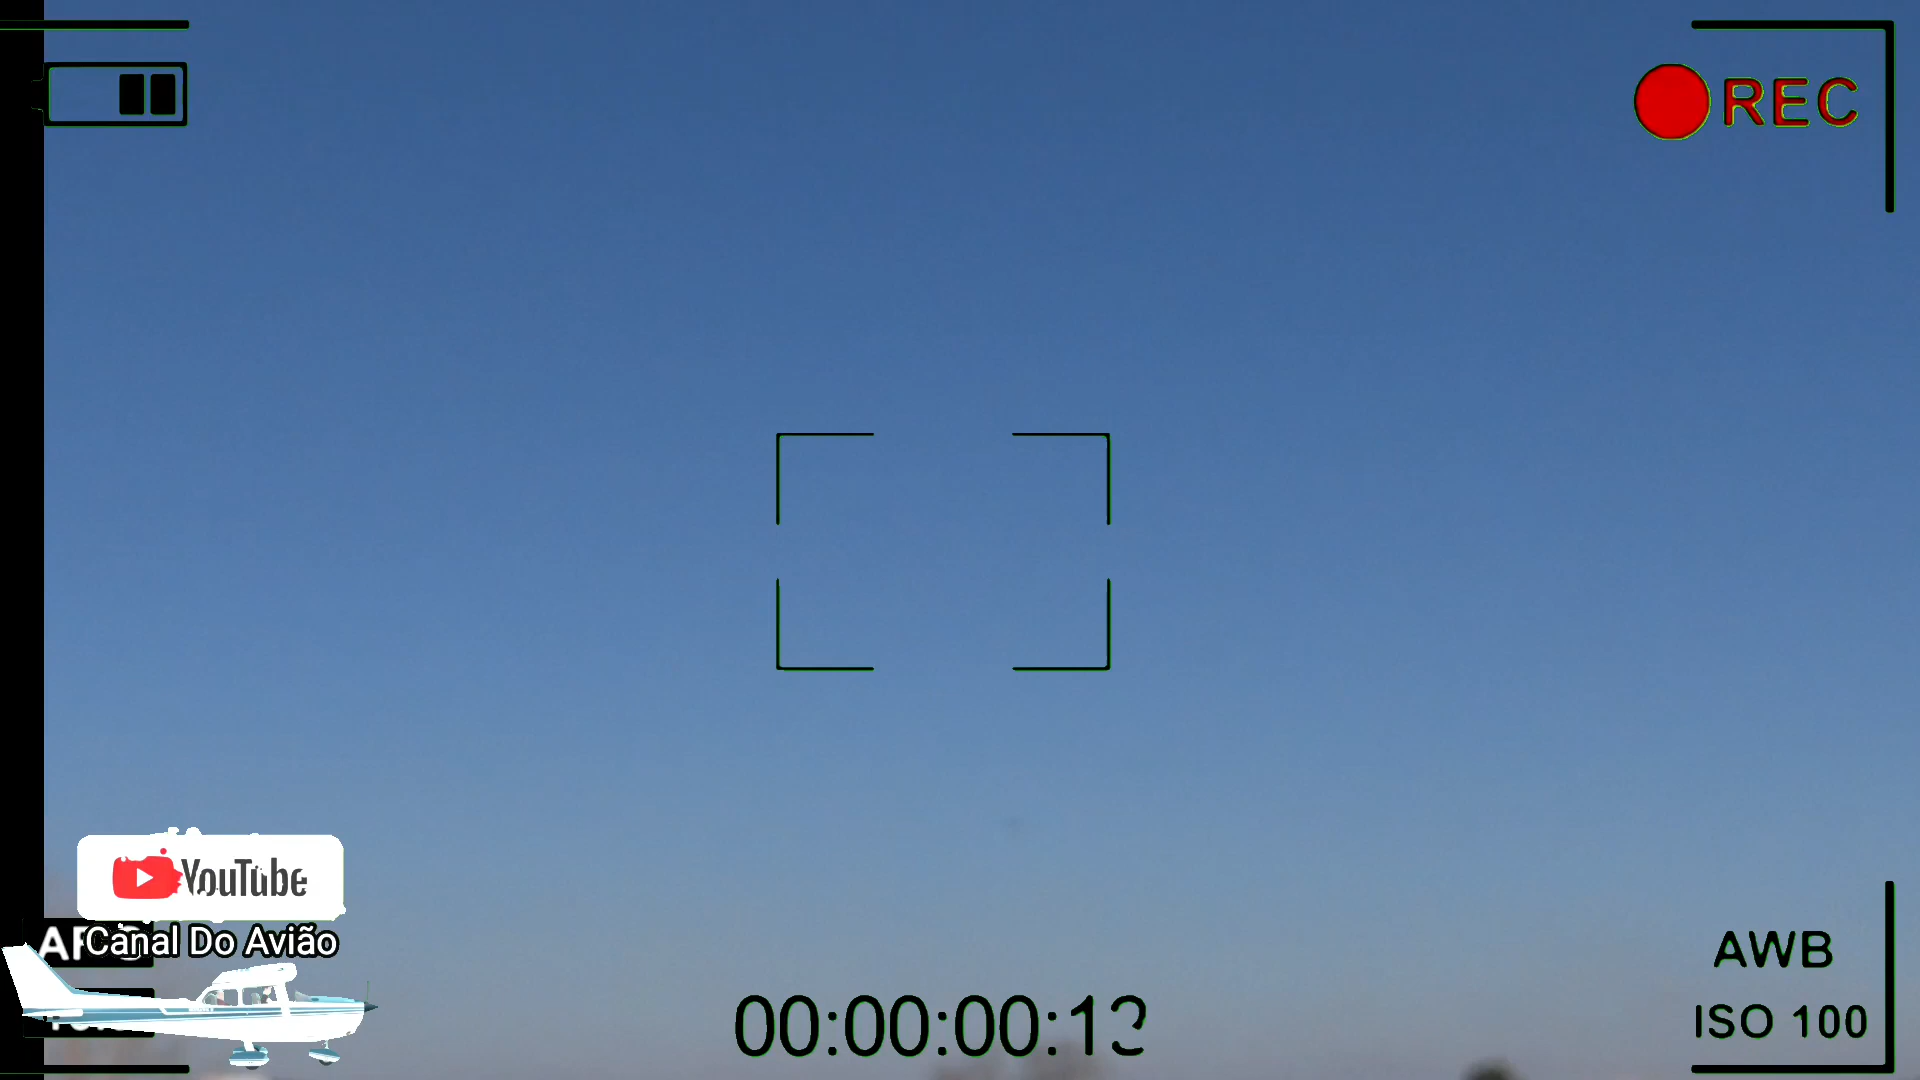 REC
YouTube
Canal Do Avião
AWB
ISO 100